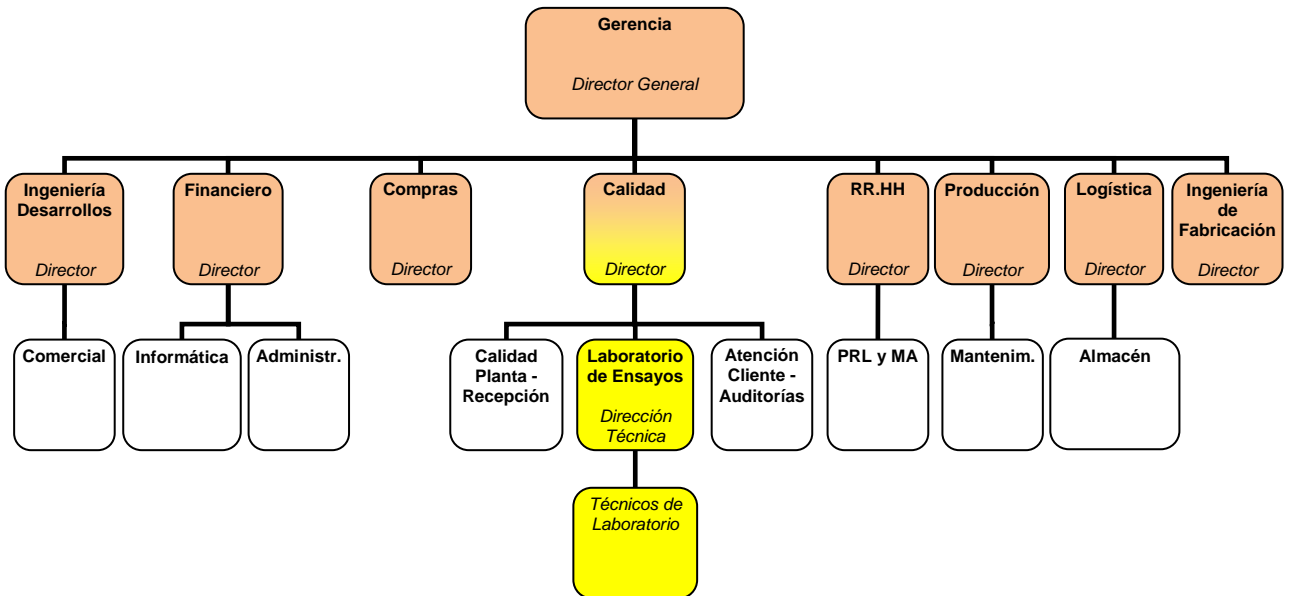 Gerencia
Director General
Ingeniería
Desarrollos
Director
Financiero
Director
Compras
Director
Calidad
Director
RR.HH
Director
Producción
Director
Logística
Director
Ingeniería
de
Fabricación
Director
Comercial
Informática
Administr.
Calidad
Planta -
Recepción
Laboratorio
de Ensayos
Dirección
Técnica
Atención
Cliente -
Auditorías
PRL y MA
Mantenim.
Almacén
Técnicos de
Laboratorio